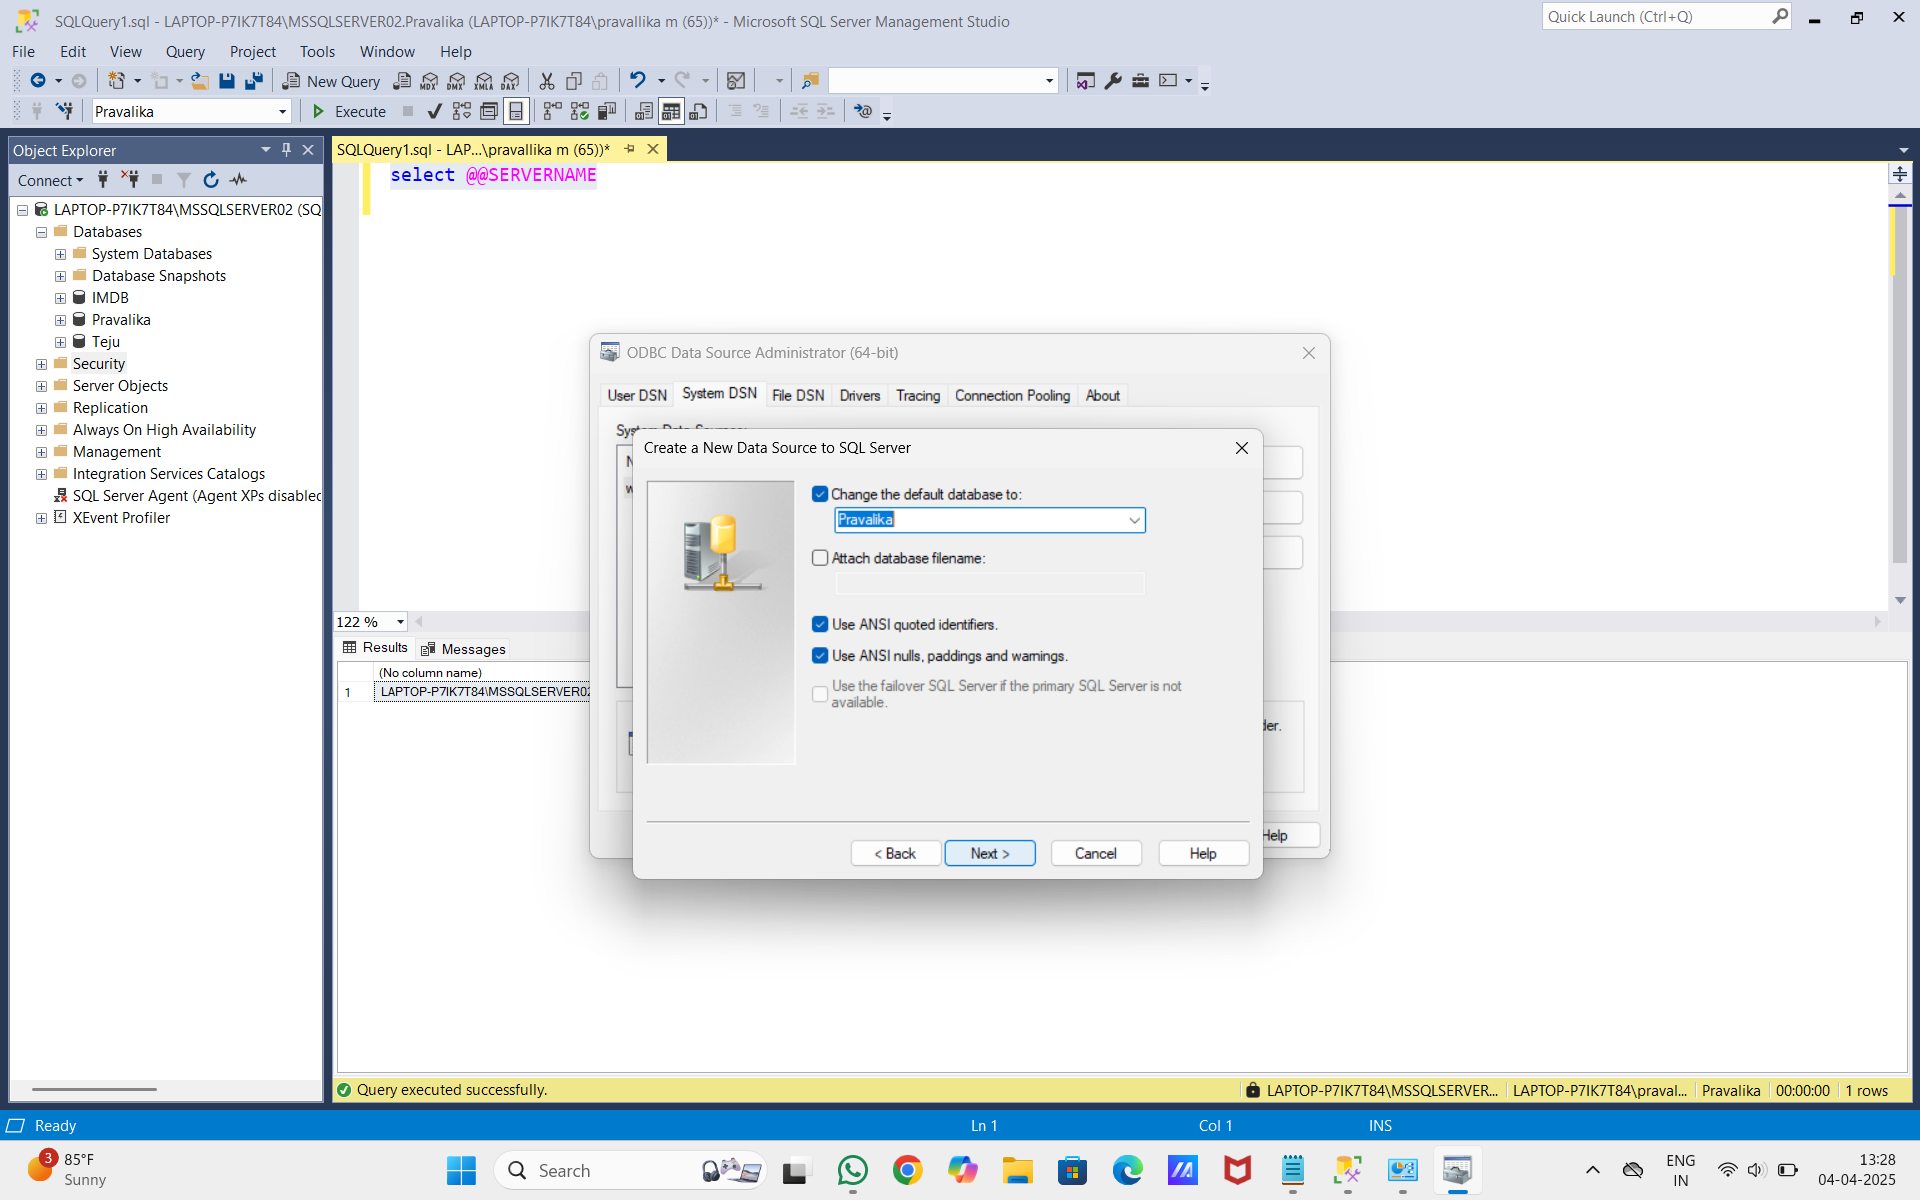 SQLQuery1.sql - LAPTOP-P7IK7T84\MSSQLSERVER02.Pravalika (LAPTOP-P7IK7T84\pravallika m (65))* - Microsoft SQL Server Management Studio
Quick Launch (Ctrl+Q)
File Edit View Query Project Tools Window Help
New Query MDX DMX XMLA DAX
Pravalika Execute
Object Explorer
SQLQuery1.sql - LAP...\pravallika m (65))*
Connect
select @@SERVERNAME
LAPTOP-P7IK7T84\MSSQLSERVER02 (SQ
Databases
System Databases
Database Snapshots
IMDB
Pravalika
Teju
Security
Server Objects
Replication
Always On High Availability
Management
Integration Services Catalogs
SQL Server Agent (Agent XPs disabled
XEvent Profiler
ODBC Data Source Administrator (64-bit)
User DSN System DSN File DSN Drivers Tracing Connection Pooling About
Create a New Data Source to SQL Server
Change the default database to:
Pravalika
Attach database filename:
Use ANSI quoted identifiers.
Use ANSI nulls, paddings and warnings.
Use the failover SQL Server if the primary SQL Server is not
available.
der.
Help
< Back Next > Cancel Help
122 %
Results Messages
(No column name)
1 LAPTOP-P7IK7T84\MSSQLSERVER02
Query executed successfully.
LAPTOP-P7IK7T84\MSSQLSERVER... LAPTOP-P7IK7T84\praval... Pravalika 00:00:00 1 rows
Ready Ln 1 Col 1 INS
3 85°F
Sunny
Search
ENG
IN
13:28
04-04-2025